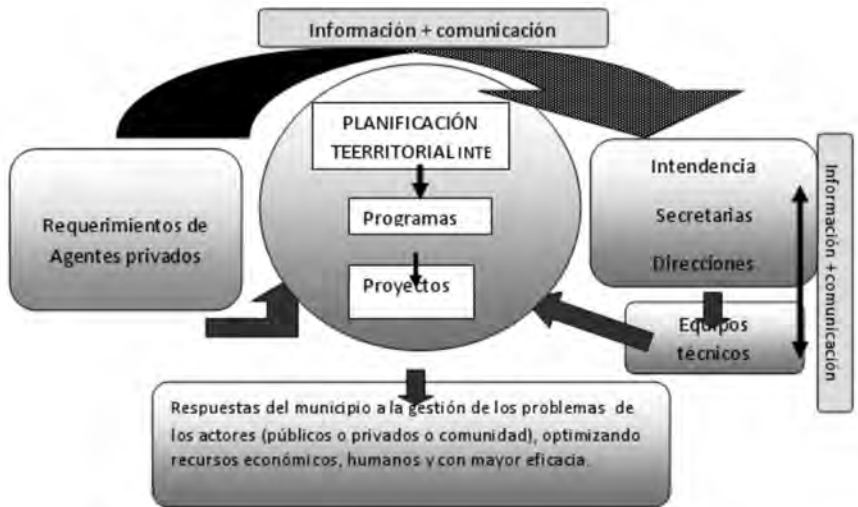 Información + comunicación
PLANIFICACIÓN
TEERRITORIAL INTE
Programas
Proyectos
Requerimientos de
Agentes privados
Intendencia
Secretarias
Direcciones
Equipos
técnicos
Información +comunicación
Respuestas del municipio a la gestión de los problemas de
los actores (públicos o privados o comunidad), optimizando
recursos económicos, humanos y con mayor eficacia.